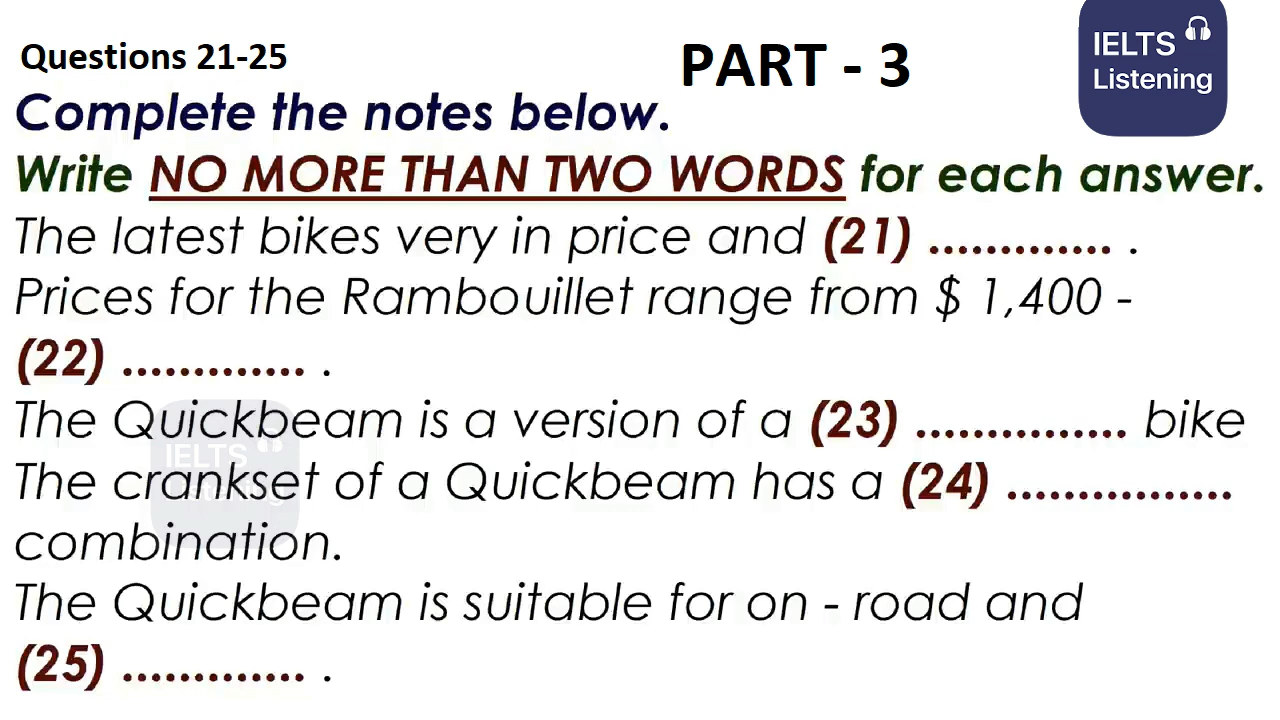 Questions 21-25
PART - 3
IELTS
Listening
Complete the notes below.
Write NO MORE THAN TWO WORDS for each answer.
The latest bikes very in price and (21) ............. .
Prices for the Rambouillet range from $ 1,400 -
(22) ............. .
The Quickbeam is a version of a (23) ............... bike
IELTS
The crankset of a Quickbeam has a (24) ................
Listening
combination.
The Quickbeam is suitable for on - road and
(25) ............. .